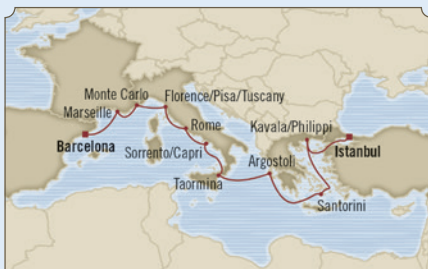 Monte Carlo
Florence/Pisa/Tuscany
Marseille
Rome
Kavala/Philippi
Barcelona
Sorrento/Capri
Argostoli
Istanbul
Taormina
Santorini